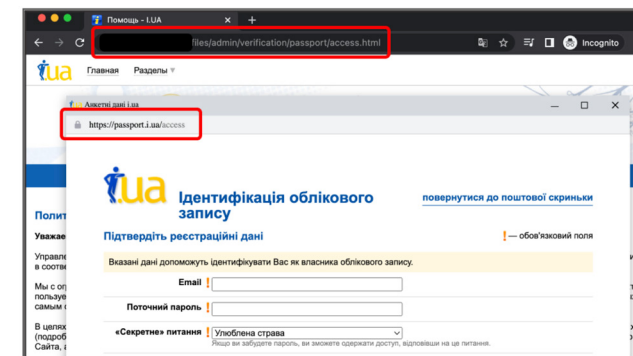 Помощь - I.UA
files/admin/verification/passport/access.html
Incognito
i.ua
Главная Разделы
Анкетні дані i.ua
https://passport.i.ua/access
i.ua
Ідентифікація облікового запису
повернутися до поштової скриньки
Підтвердіть реєстраційні дані
! — обов'язковий поля
Вказані дані допоможуть ідентифікувати Вас як власника облікового запису.
Email !
Поточний пароль !
«Секретне» питання ! Улюблена страва
Якщо ви забудете пароль, ви зможете одержати доступ, відповівши на це питання.
Полит
Уважае
Управле
в соотве
Мы с ог
пользуе
самым
В целях
(подроб
Сайта,